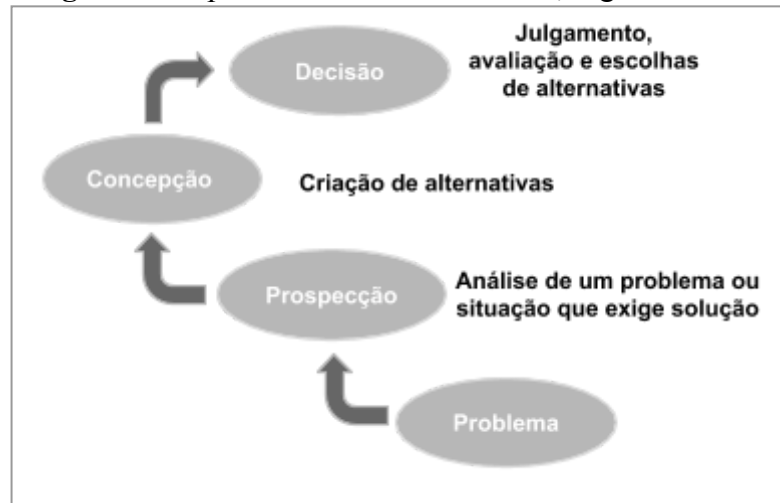 Decisão
Julgamento,
avaliação e escolhas
de alternativas
Concepção
Criação de alternativas
Prospecção
Análise de um problema ou
situação que exige solução
Problema